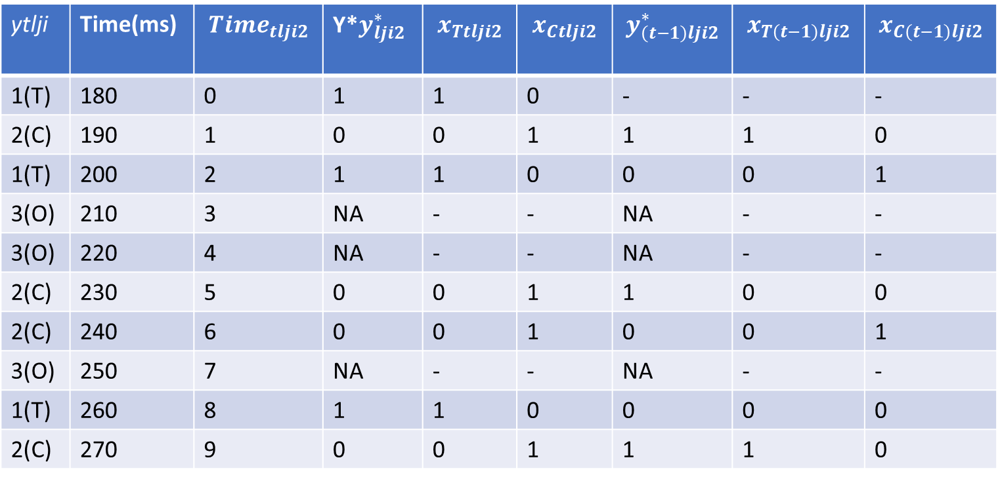 ytlji Time(ms) Time_{tlji2} Y*y^*_{lji2} x_{Ttlji2} x_{Ctlji2} y^*_{(t−1)lji2} x_{T(t−1)lji2} x_{C(t−1)lji2}
1(T) 180 0 1 1 0 - - -
2(C) 190 1 0 0 1 1 1 0
1(T) 200 2 1 1 0 0 0 1
3(O) 210 3 NA - - NA - -
3(O) 220 4 NA - - NA - -
2(C) 230 5 0 0 1 1 0 0
2(C) 240 6 0 0 1 0 0 1
3(O) 250 7 NA - - NA - -
1(T) 260 8 1 1 0 0 0 0
2(C) 270 9 0 0 1 1 1 0